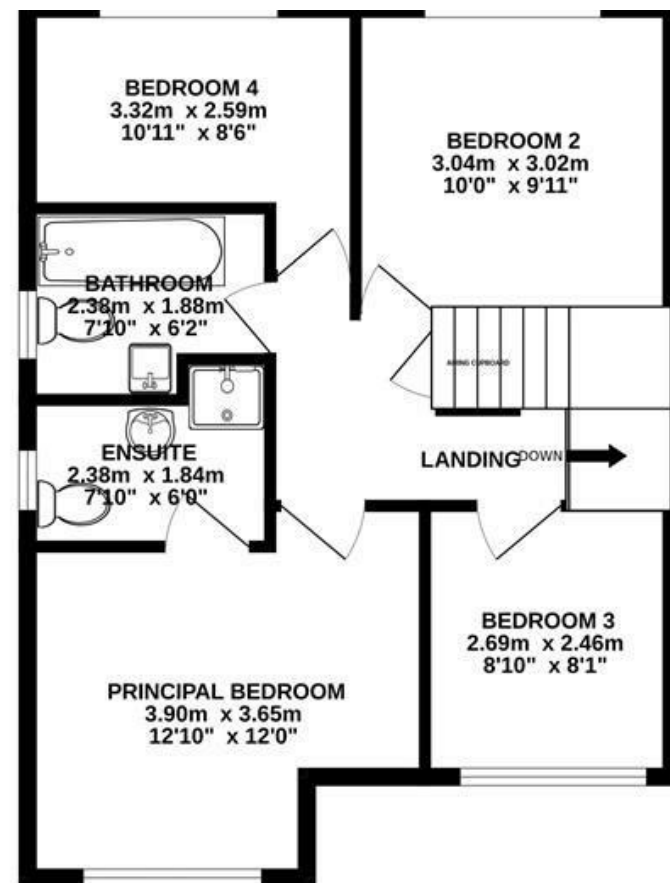 BEDROOM 4
3.32m x 2.59m
10'11" x 8'6"
BEDROOM 2
3.04m x 3.02m
10'0" x 9'11"
BATHROOM
2.38m x 1.88m
7'10" x 6'2"
AIRING CUPBOARD
ENSUITE
2.38m x 1.84m
7'10" x 6'0"
LANDING
DOWN
BEDROOM 3
2.69m x 2.46m
8'10" x 8'1"
PRINCIPAL BEDROOM
3.90m x 3.65m
12'10" x 12'0"